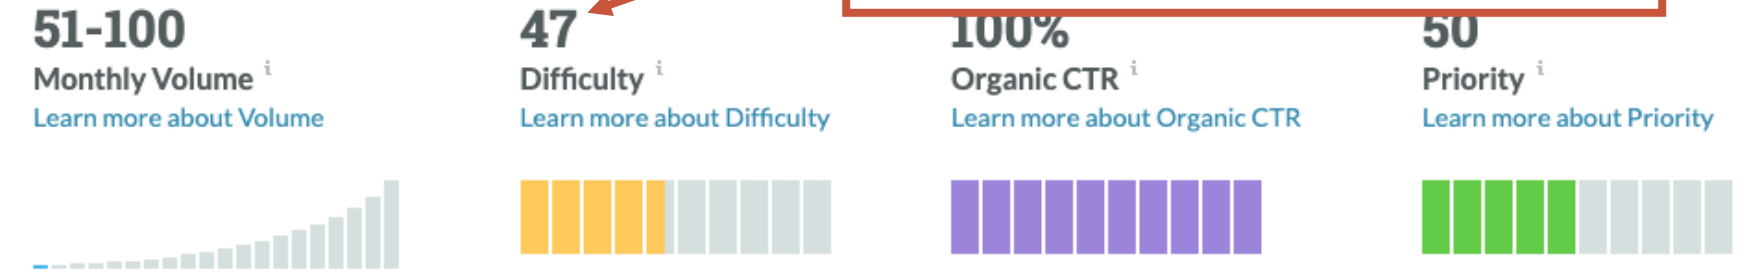 51-100
47
100%
50
Monthly Volume i
Difficulty i
Organic CTR i
Priority i
Learn more about Volume
Learn more about Difficulty
Learn more about Organic CTR
Learn more about Priority